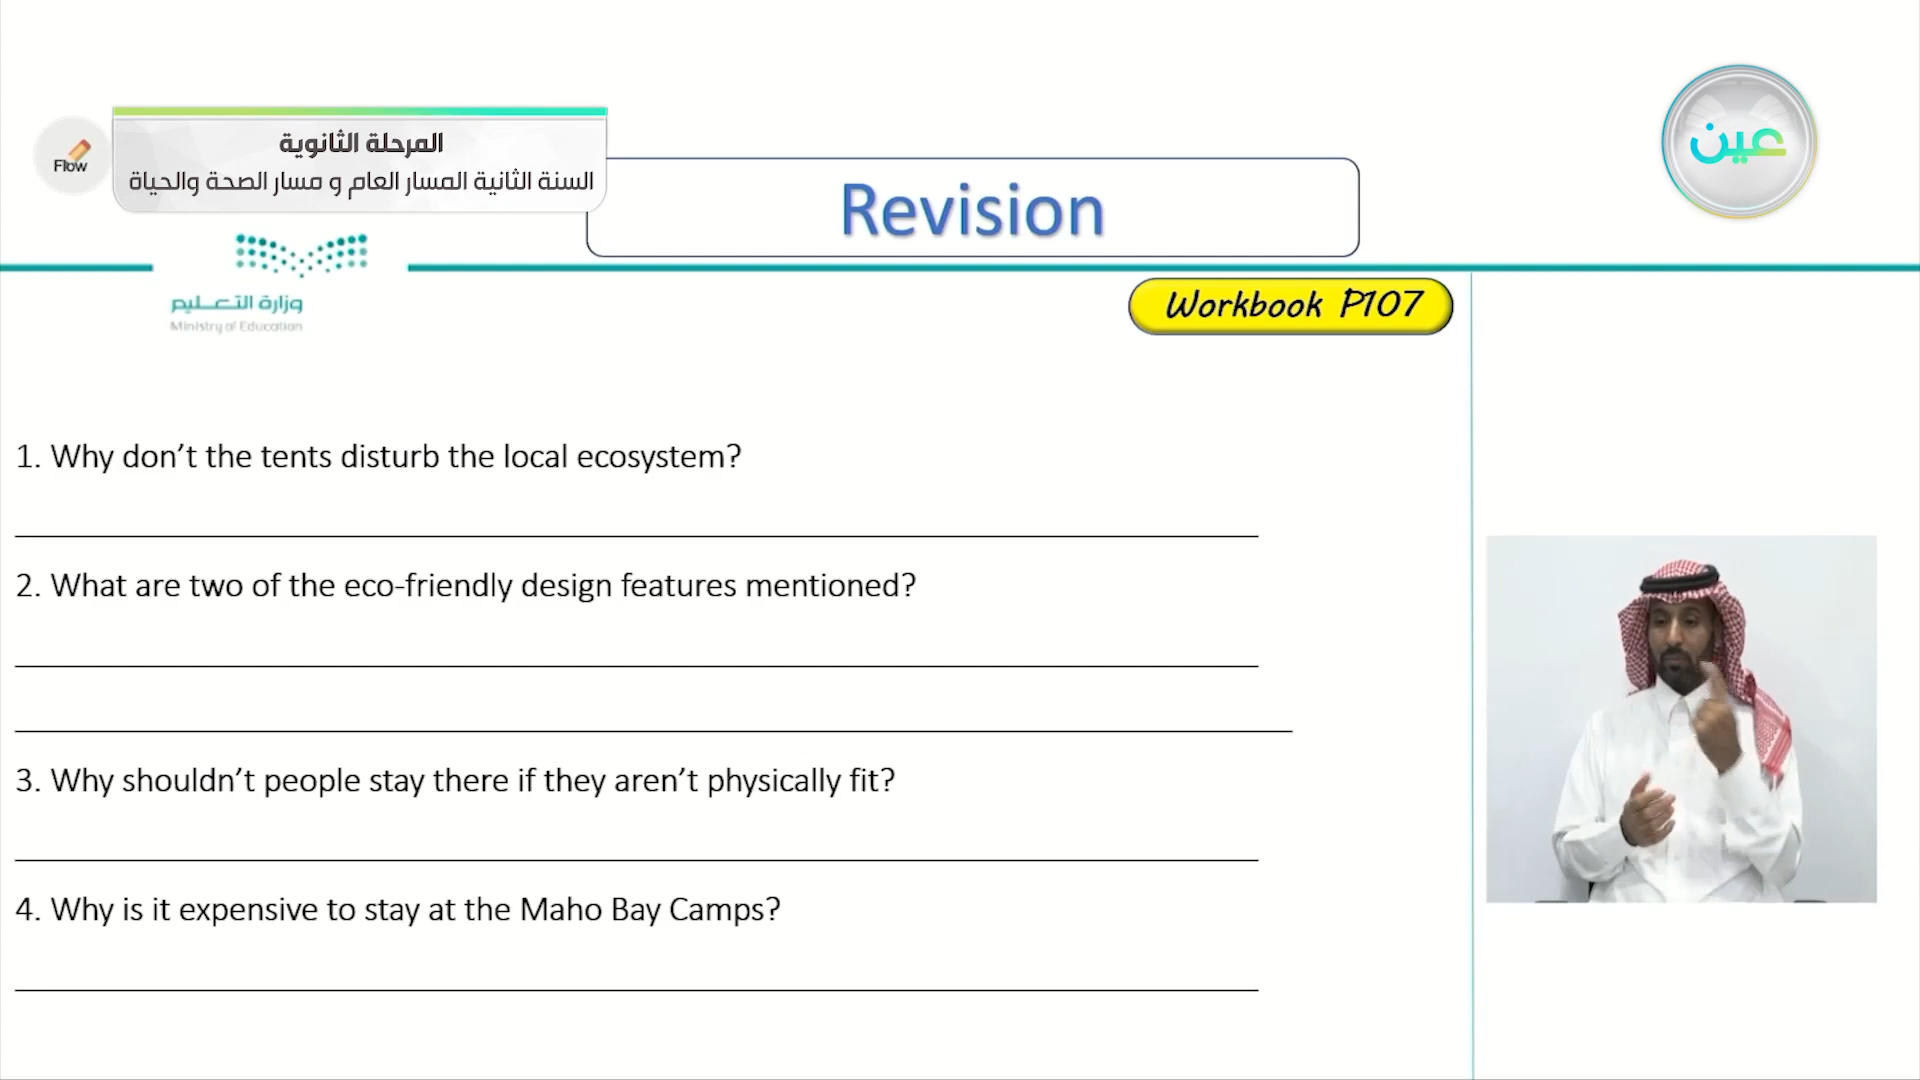 المرحلة الثانوية
Flow
السنة الثانية المسار العام و مسار الصحة والحياة
عين
Revision
وزارة التعليم
Ministry of Education
Workbook P107
1. Why don’t the tents disturb the local ecosystem?
2. What are two of the eco-friendly design features mentioned?
3. Why shouldn’t people stay there if they aren’t physically fit?
4. Why is it expensive to stay at the Maho Bay Camps?